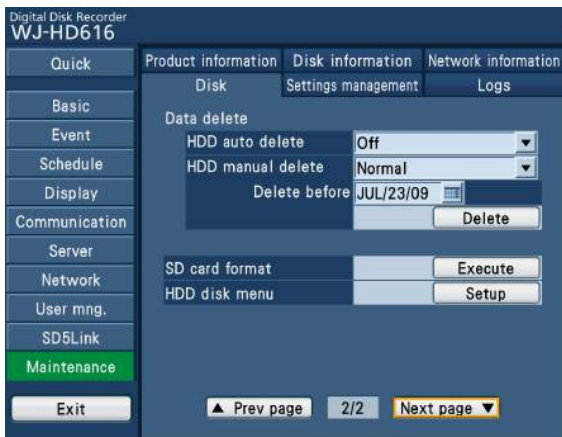 Digital Disk Recorder
WJ-HD616
Quick
Basic
Event
Schedule
Display
Communication
Server
Network
User mng.
SD5Link
Maintenance
Exit
Product information Disk information Network information
Disk Settings management Logs
Data delete
HDD auto delete Off
HDD manual delete Normal
Delete before JUL/23/09
Delete
SD card format Execute
HDD disk menu Setup
▲ Prev page 2/2 Next page ▼